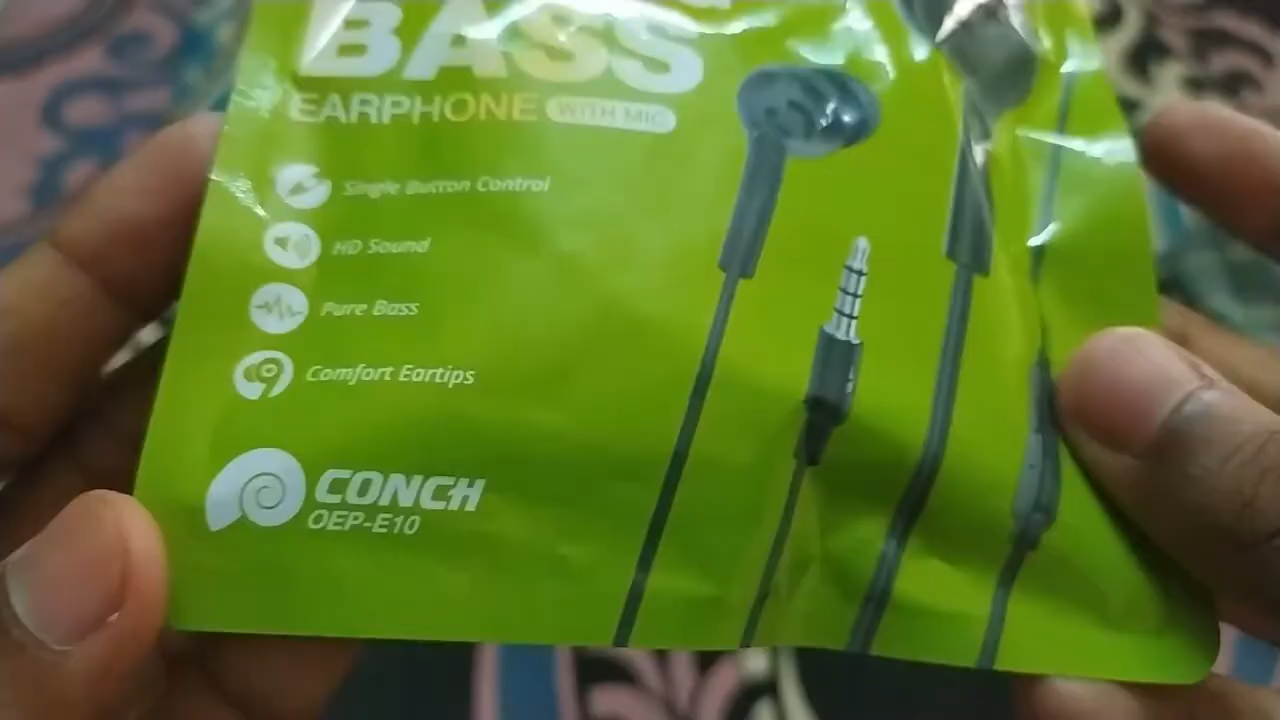 BASS
EARPHONE WITH MIC
Single Button Control
HD Sound
Pure Bass
Comfort Eartips
CONCH
OEP-E10